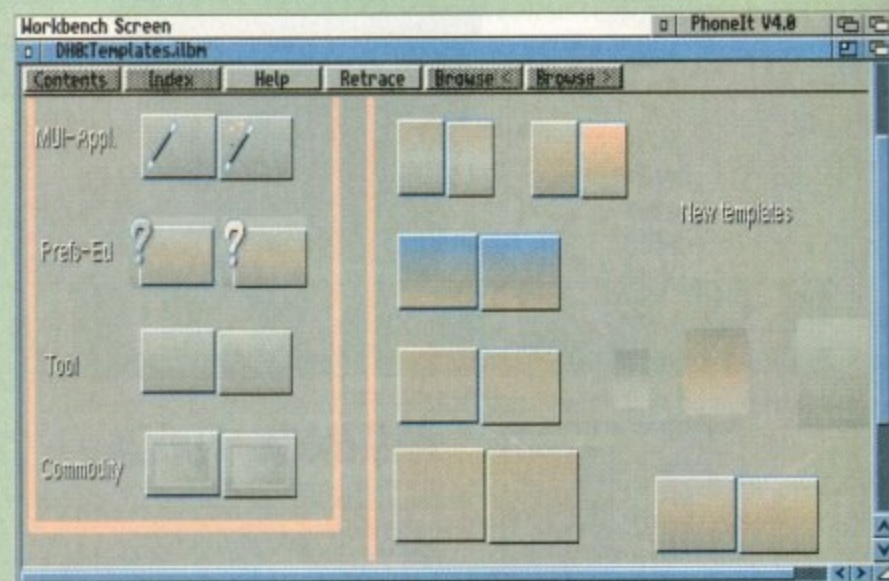 Workbench Screen
PhoneIt V4.0
DH0:Templates.ilbm
Contents Index Help Retrace Browse < Browse >
MUI-Appl.
New templates
Prefs-Ed
Tool
Commodity